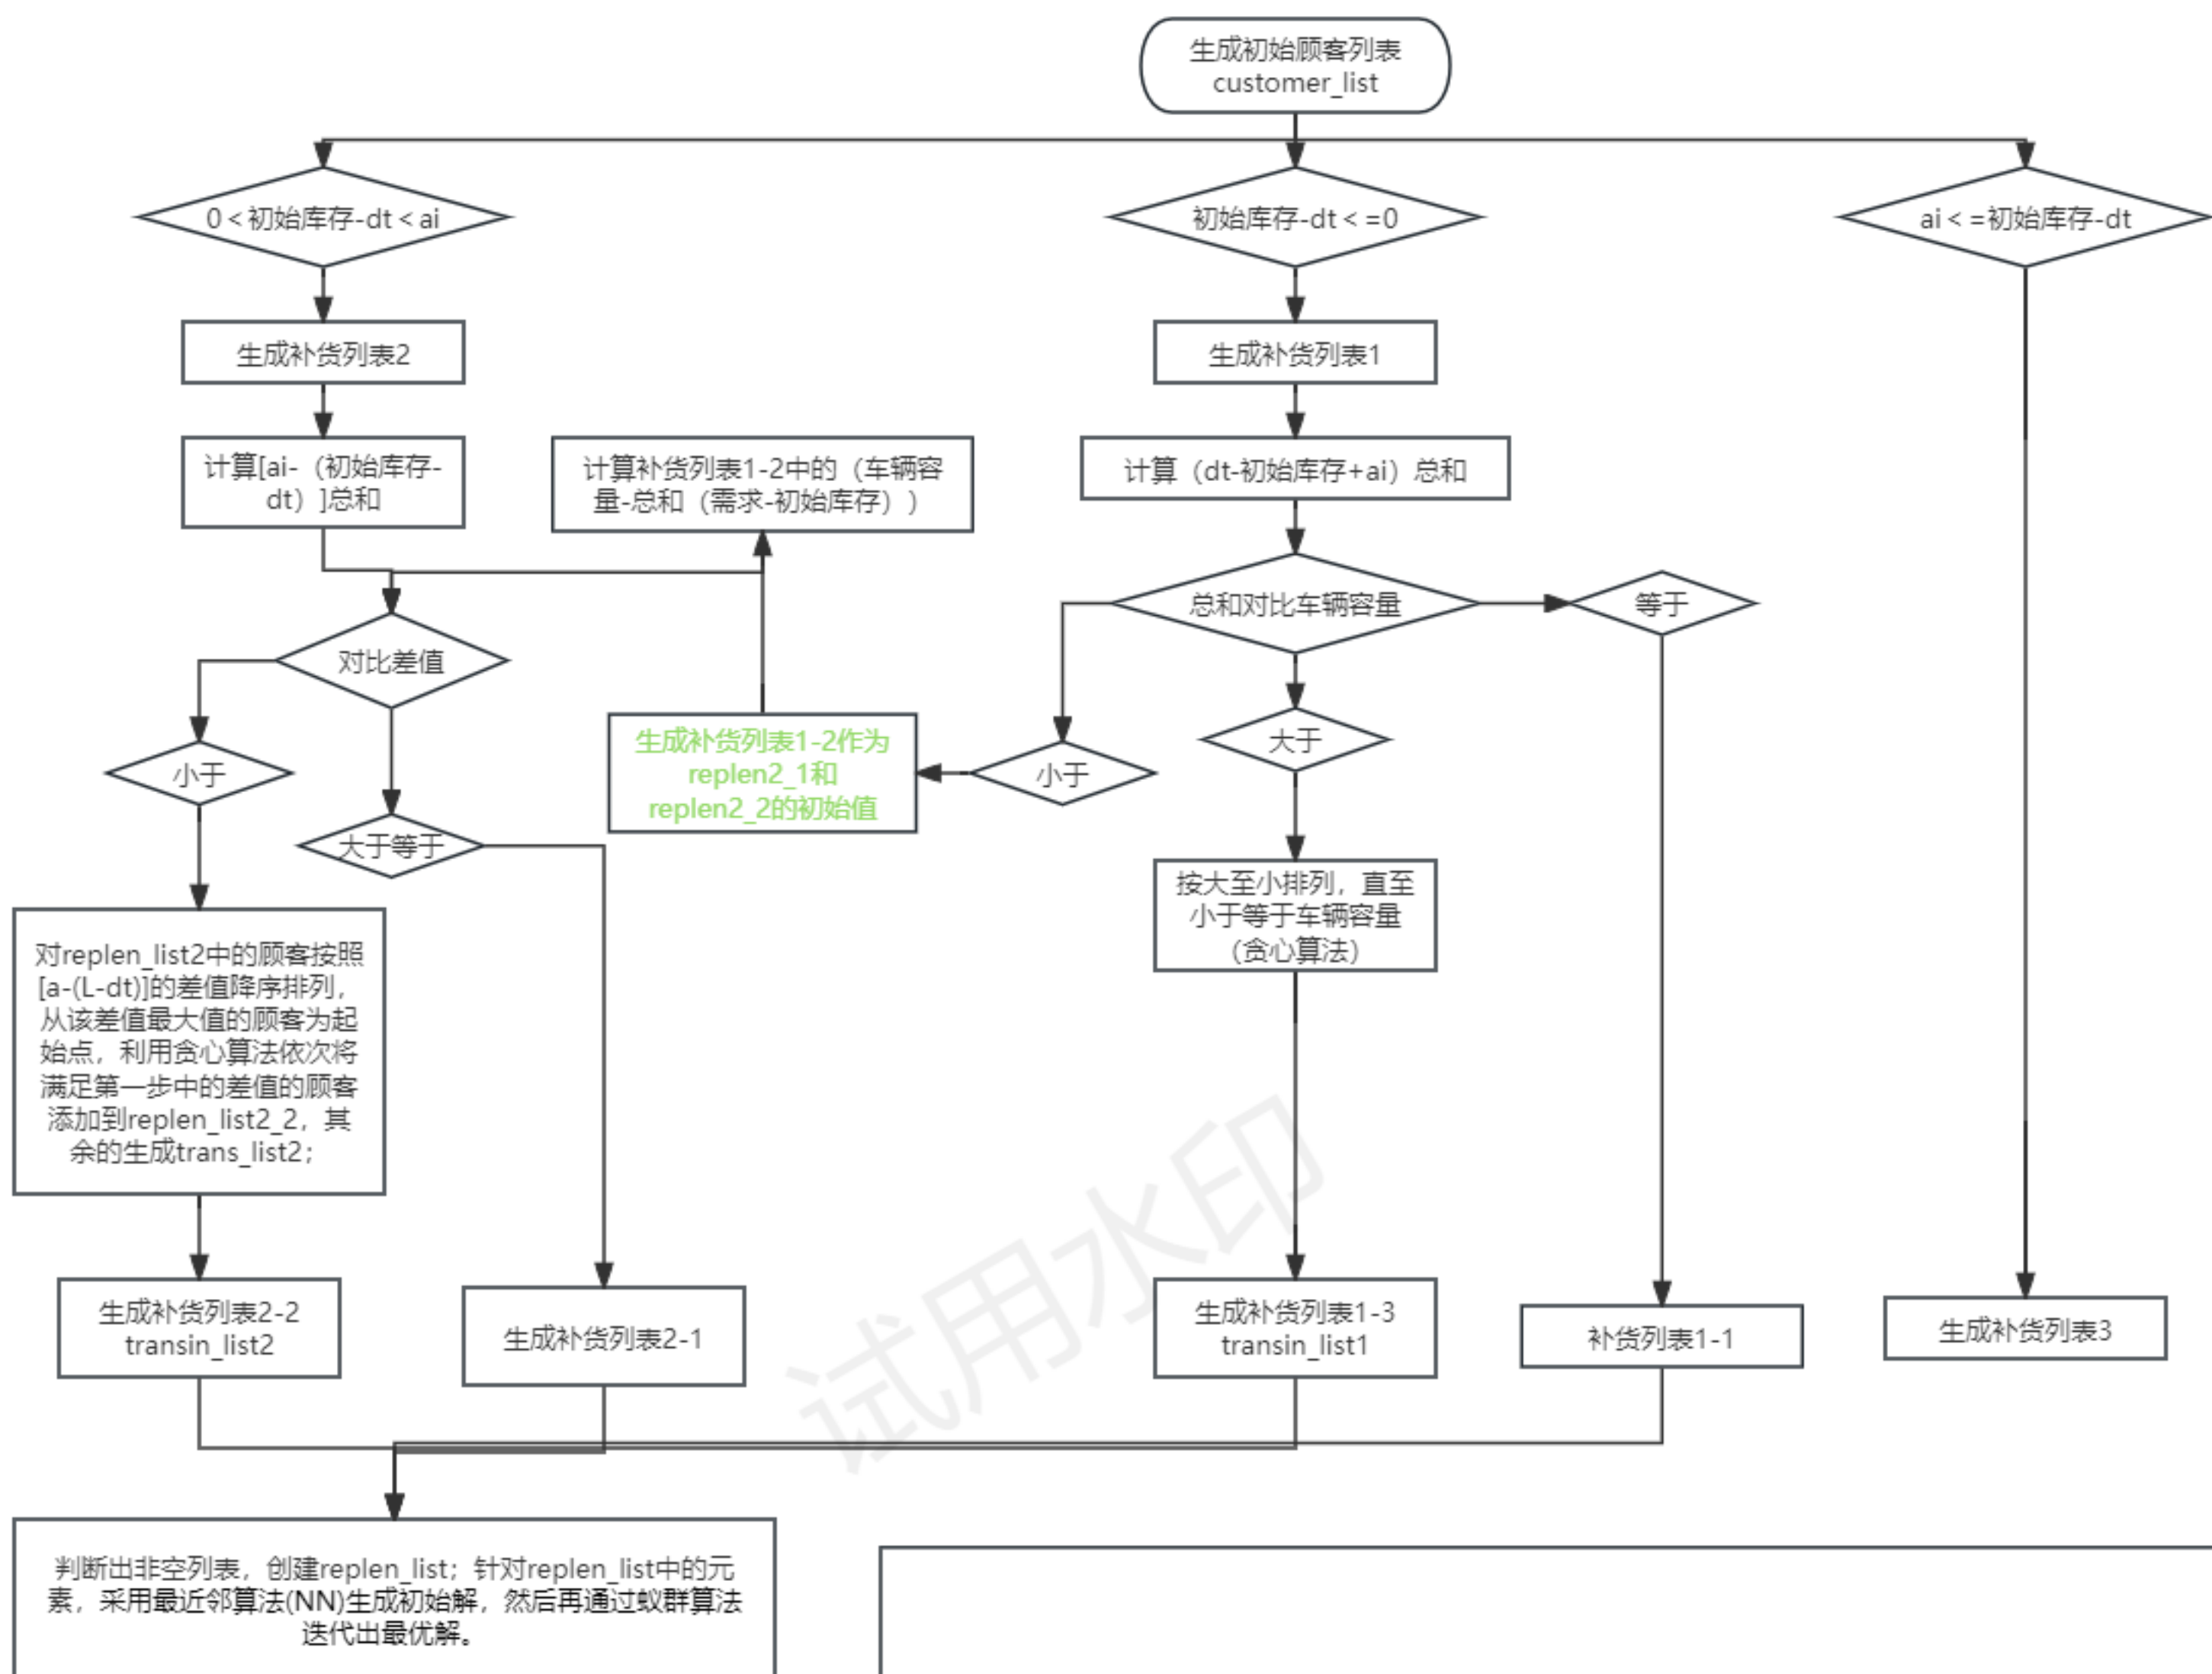 生成初始顾客列表
customer_list
0＜初始库存-dt＜ai
初始库存-dt＜=0
ai＜=初始库存-dt
生成补货列表2
生成补货列表1
计算[ai-（初始库存-
dt）]总和
计算补货列表1-2中的（车辆容
量-总和（需求-初始库存））
计算（dt-初始库存+ai）总和
总和对比车辆容量
等于
对比差值
小于
大于等于
生成补货列表1-2作为
replen2_1和
replen2_2的初始值
小于
大于
按大至小排列，直至
小于等于车辆容量
（贪心算法）
对replen_list2中的顾客按照
[a-(L-dt)]的差值降序排列，
从该差值最大值的顾客为起
始点，利用贪心算法依次将
满足第一步中的差值的顾客
添加到replen_list2_2，其
余的生成trans_list2；
生成补货列表2-2
transin_list2
生成补货列表2-1
生成补货列表1-3
transin_list1
补货列表1-1
生成补货列表3
试用水印
判断出非空列表，创建replen_list；针对replen_list中的元
素，采用最近邻算法(NN)生成初始解，然后再通过蚁群算法
迭代出最优解。